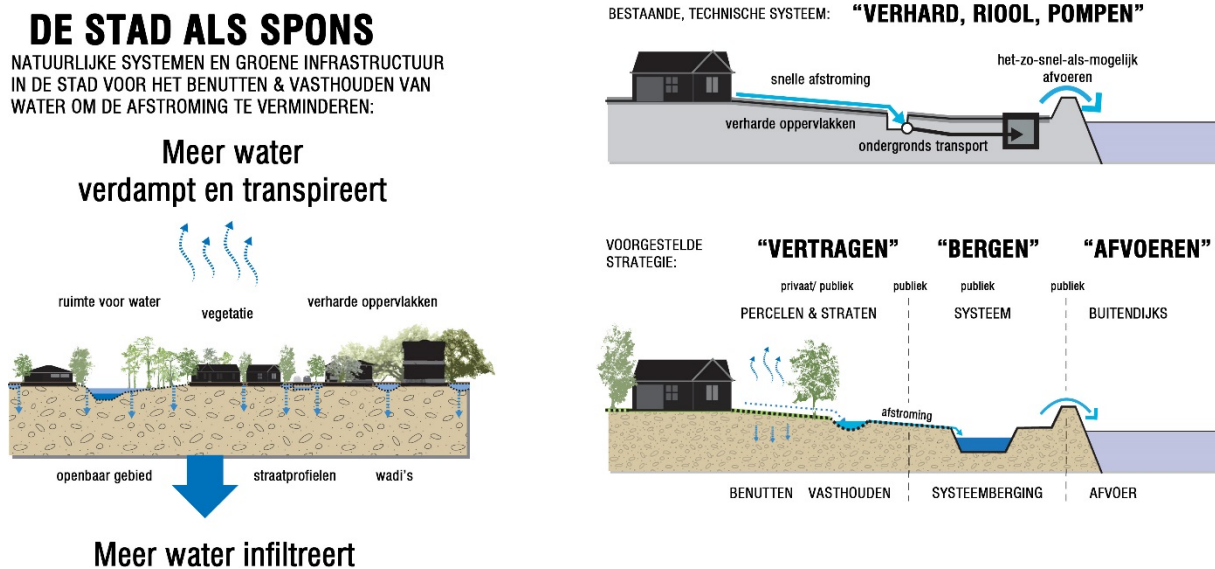 DE STAD ALS SPONS
NATUURLIJKE SYSTEMEN EN GROENE INFRASTRUCTUUR
IN DE STAD VOOR HET BENUTTEN & VASTHOUDEN VAN
WATER OM DE AFSTROMING TE VERMINDEREN:
Meer water
verdampt en transpireert
ruimte voor water
vegetatie
verharde oppervlakken
openbaar gebied
straatprofielen
wadi's
Meer water infiltreert
BESTAANDE, TECHNISCHE SYSTEEM: "VERHARD, RIOOL, POMPEN"
snelle afstroming
het-zo-snel-als-mogelijk
afvoeren
verharde oppervlakken
ondergronds transport
VOORGESTELDE
STRATEGIE:
"VERTRAGEN" "BERGEN" "AFVOEREN"
privaat/ publiek publiek publiek publiek
PERCELEN & STRATEN SYSTEEM BUITENDIJKS
afstroming
BENUTTEN VASTHOUDEN SYSTEEMBERGING AFVOER